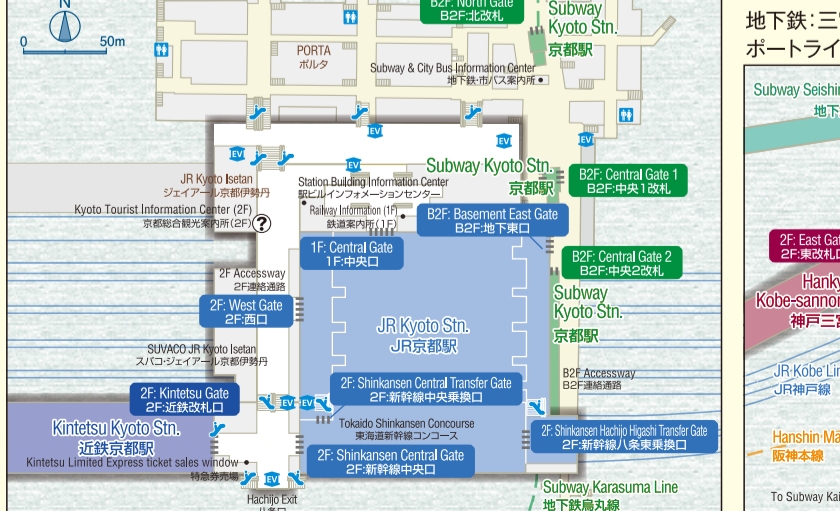 N
0 50m
PORTA
ポルタ
B2F: North Gate
B2F:北改札
Subway
Kyoto Stn.
京都駅
Subway & City Bus Information Center
地下鉄・市バス案内所
EV
EV
EV
EV
EV
JR Kyoto Isetan
ジェイアール京都伊勢丹
Station Building Information Center
駅ビルインフォメーションセンター
Subway Kyoto Stn.
京都駅
B2F: Central Gate 1
B2F:中央1改札
Kyoto Tourist Information Center (2F)
京都総合観光案内所(2F)
?
Railway Information (1F)
鉄道案内所(1F)
B2F: Basement East Gate
B2F:地下東口
1F: Central Gate
1F:中央口
B2F: Central Gate 2
B2F:中央2改札
2F Accessway
2F連絡通路
Subway
Kyoto Stn.
京都駅
2F: West Gate
2F:西口
JR Kyoto Stn.
JR京都駅
SUVACO JR Kyoto Isetan
スバコ・ジェイアール京都伊勢丹
B2F Accessway
B2F連絡通路
2F: Kintetsu Gate
2F:近鉄改札口
2F: Shinkansen Central Transfer Gate
2F:新幹線中央乗換口
EV
EV
Kintetsu Kyoto Stn.
近鉄京都駅
Tokaido Shinkansen Concourse
東海道新幹線コンコース
2F: Shinkansen Hachijo Higashi Transfer Gate
2F:新幹線八条東乗換口
Kintetsu Limited Express ticket sales window
特急券売場
2F: Shinkansen Central Gate
2F:新幹線中央口
EV
Hachijo Exit
Subway Karasuma Line
地下鉄烏丸線
地下鉄:三
ポートライ
Subway Seishin
地下
2F: East Gat
2F:東改札口
Hanky
Kobe-sannom
神戸三宮
JR Kobe Lin
JR神戸線
Hanshin Ma
阪神本線
To Subway Kai